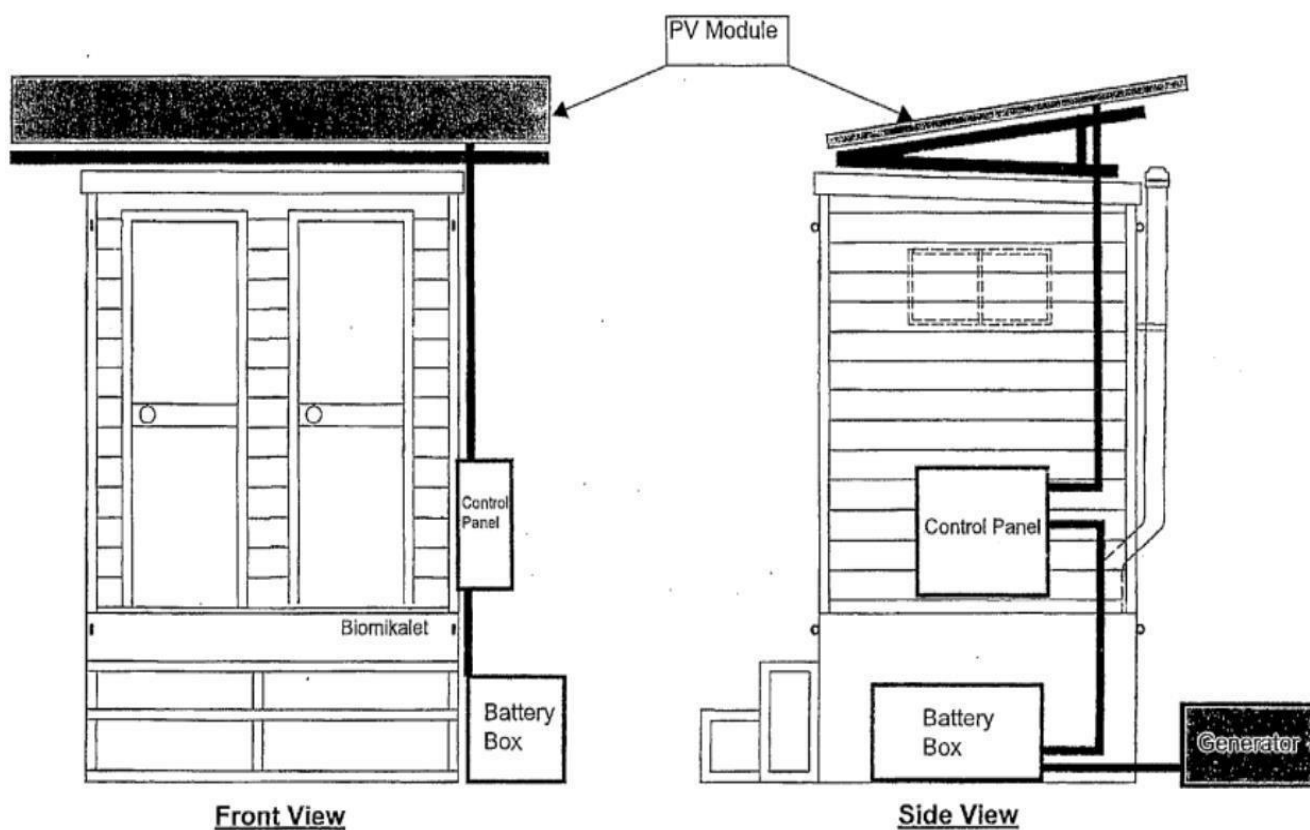 PV Module
Control
Panel
Biomikalet
Battery
Box
Front View
Control Panel
Battery
Box
Generator
Side View